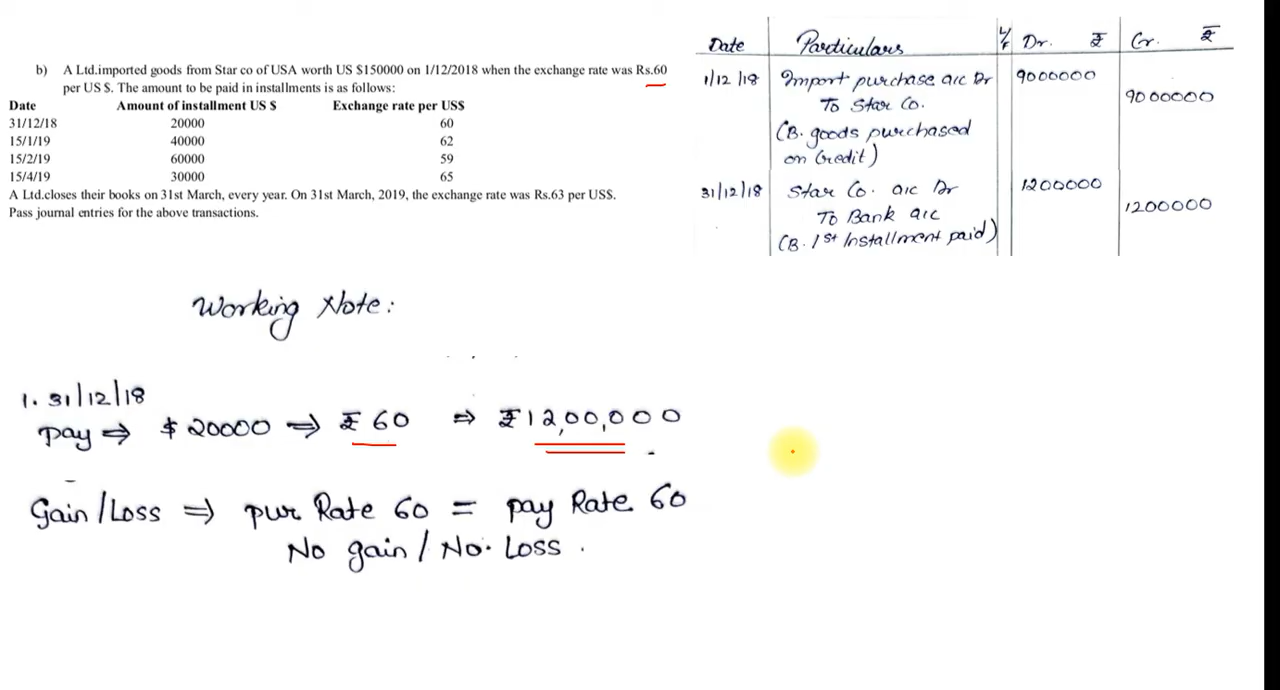 b) A Ltd.imported goods from Star co of USA worth US $150000 on 1/12/2018 when the exchange rate was Rs.60
per US $. The amount to be paid in installments is as follows:
Date Amount of installment US $ Exchange rate per US$
31/12/18 20000 60
15/1/19 40000 62
15/2/19 60000 59
15/4/19 30000 65
A Ltd.closes their books on 31st March, every year. On 31st March, 2019, the exchange rate was Rs.63 per US$.
Pass journal entries for the above transactions.
Date Particulars L/F Dr. ₹ Cr. ₹
1/12/18 Import purchase a/c Dr 9000000
To Star Co. 9000000
(B. goods purchased
on Credit)
31/12/18 Star Co. a/c Dr 1200000
To Bank a/c 1200000
(B. 1st Installment paid)
Working Note:
1. 31/12/18
pay ⇒ $ 20000 ⇒ ₹ 60 ⇒ ₹12,00,000
Gain/Loss ⇒ pur Rate 60 = pay Rate 60
No gain / No. Loss.